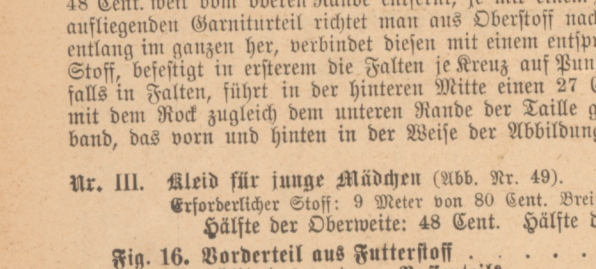 48 Cent. weit vom oberen Rande entfernt, je mit einem
aufliegenden Garniturteil richtet man aus Oberstoff nach
entlang im ganzen her, verbindet diesen mit einem
Stoff, befestigt in ersterem die Falten je Kreuz auf
falls in Falten, führt in der hinteren Mitte einen 27
mit dem Rock zugleich dem unteren Rande der Taille
band, das vorn und hinten in der Weise der
Nr. III. Kleid für junge Mädchen (Abb. Nr. 49).
Erforderlicher Stoff: 9 Meter von 80 Cent.
Hälfte der Oberweite: 48 Cent. Hälfte
Fig. 16. Vorderteil aus Futterstoff . . . . .